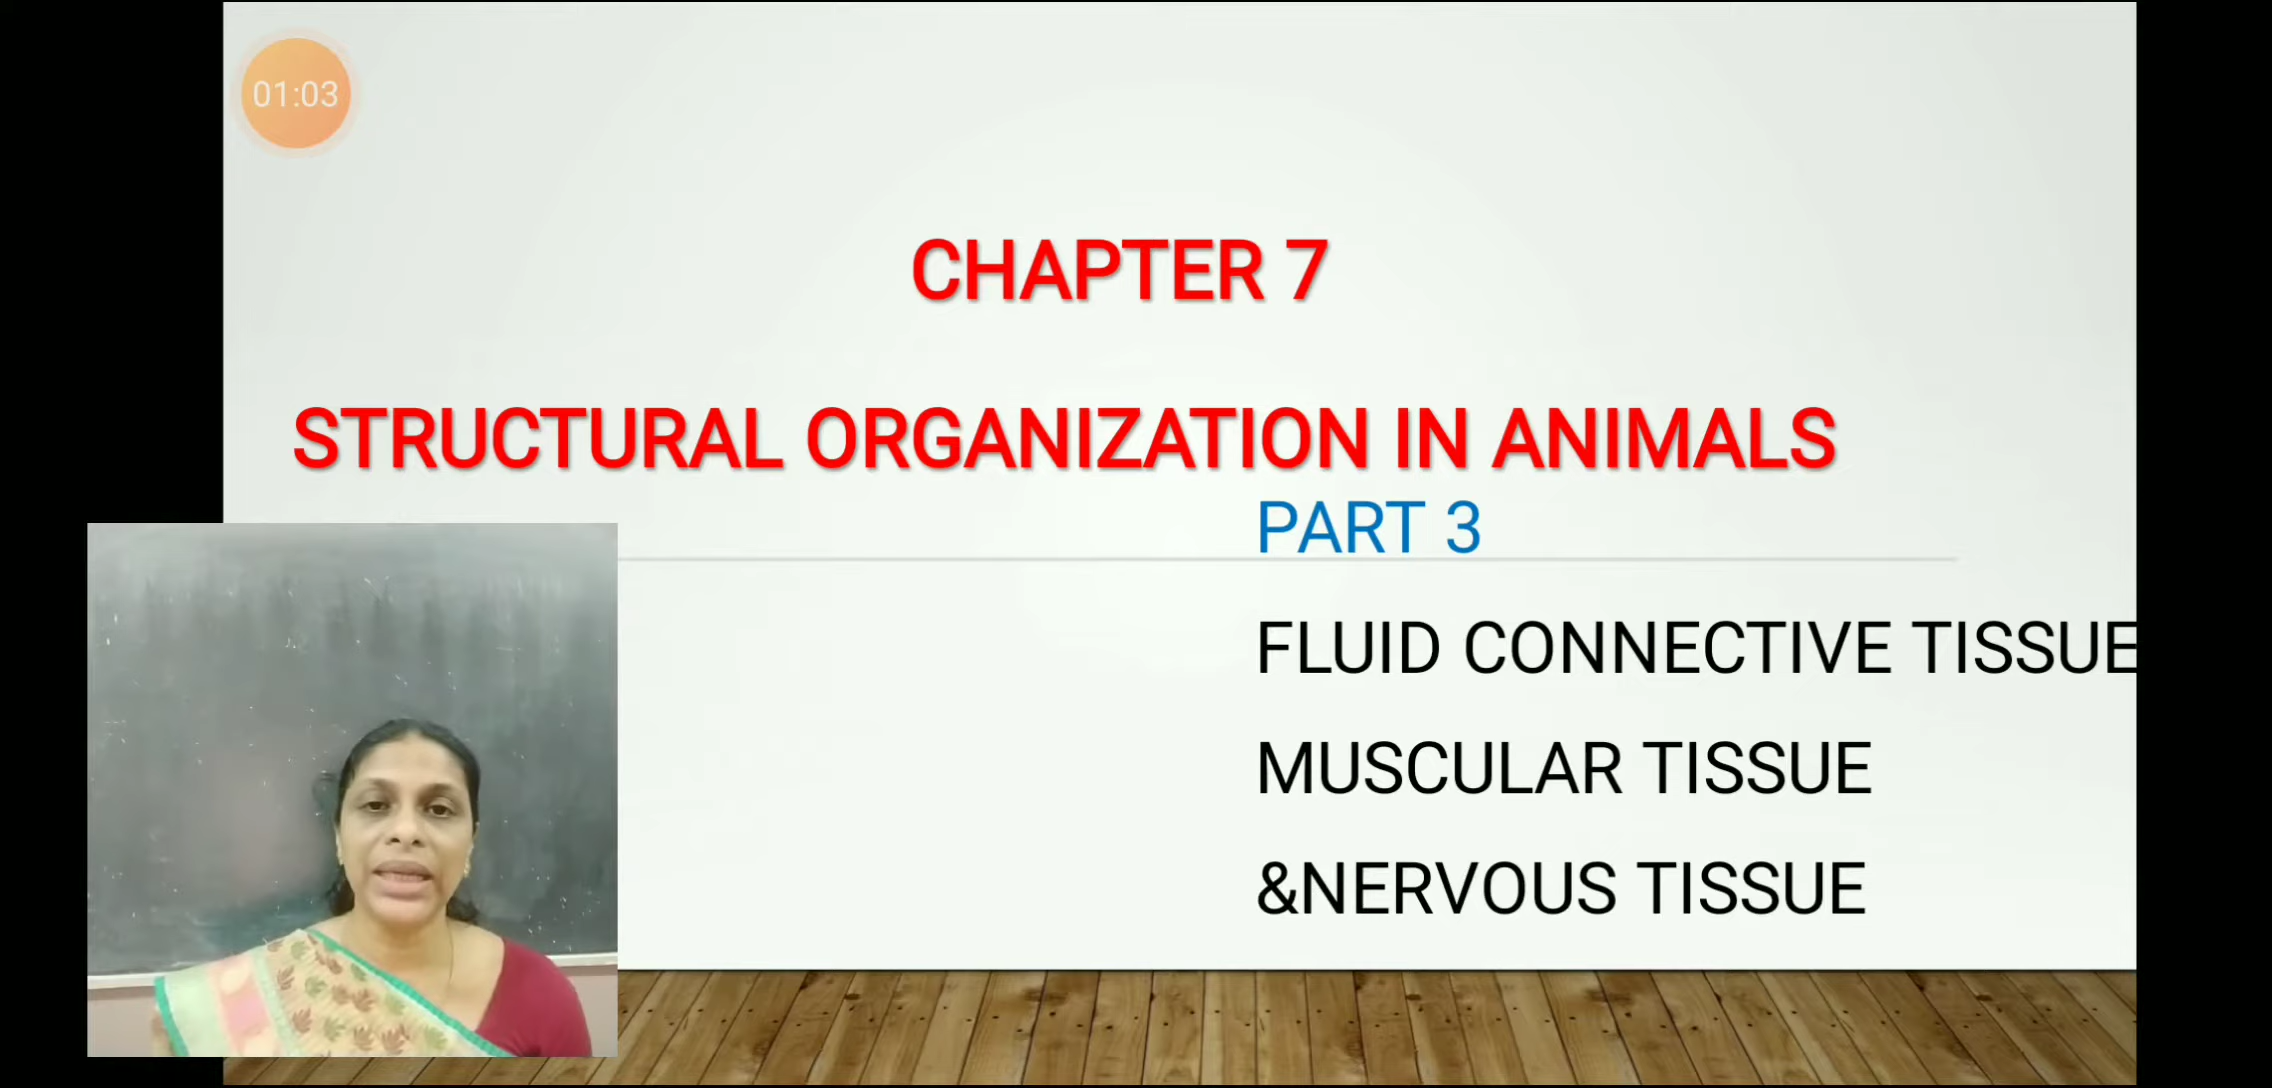 01:03
CHAPTER 7
STRUCTURAL ORGANIZATION IN ANIMALS
PART 3
FLUID CONNECTIVE TISSUE
MUSCULAR TISSUE
&NERVOUS TISSUE